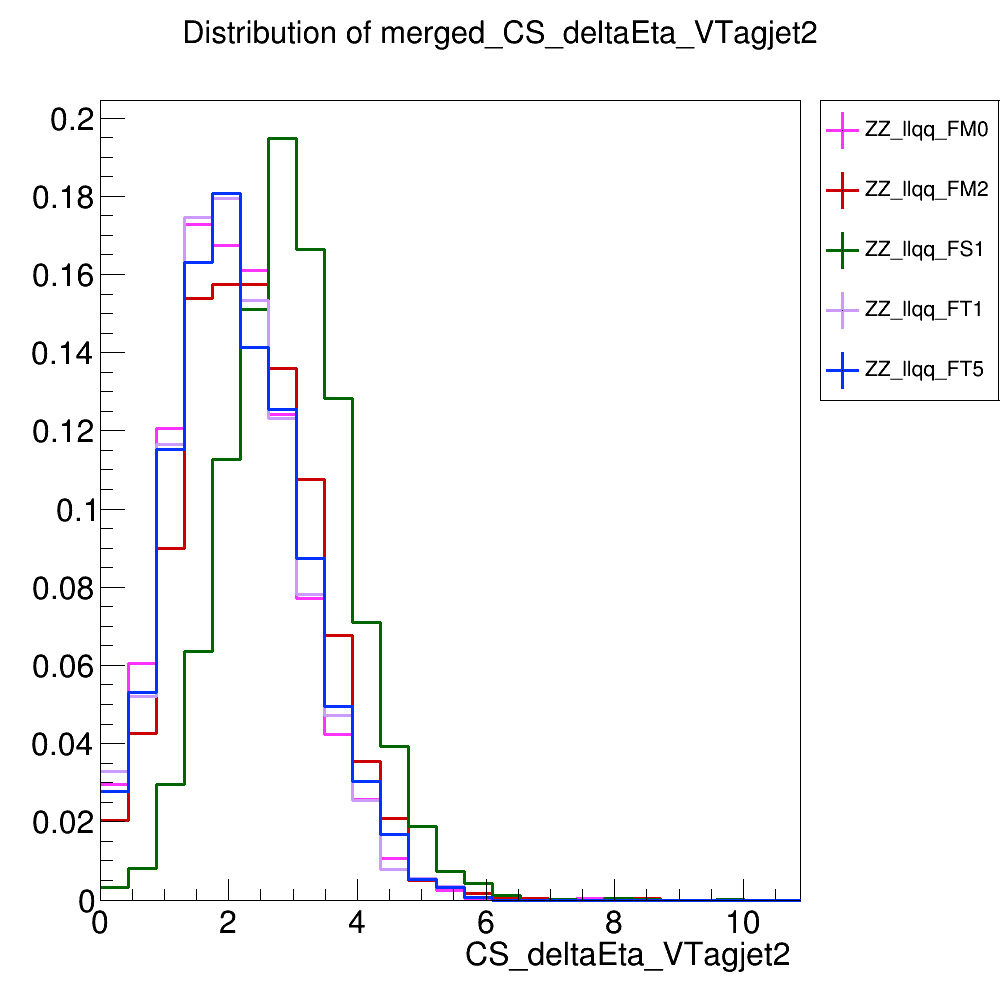 Distribution of merged_CS_deltaEta_VTagjet2
0.2
0.18
0.16
0.14
0.12
0.1
0.08
0.06
0.04
0.02
0
0 2 4 6 8 10
CS_deltaEta_VTagjet2
ZZ_llqq_FM0
ZZ_llqq_FM2
ZZ_llqq_FS1
ZZ_llqq_FT1
ZZ_llqq_FT5